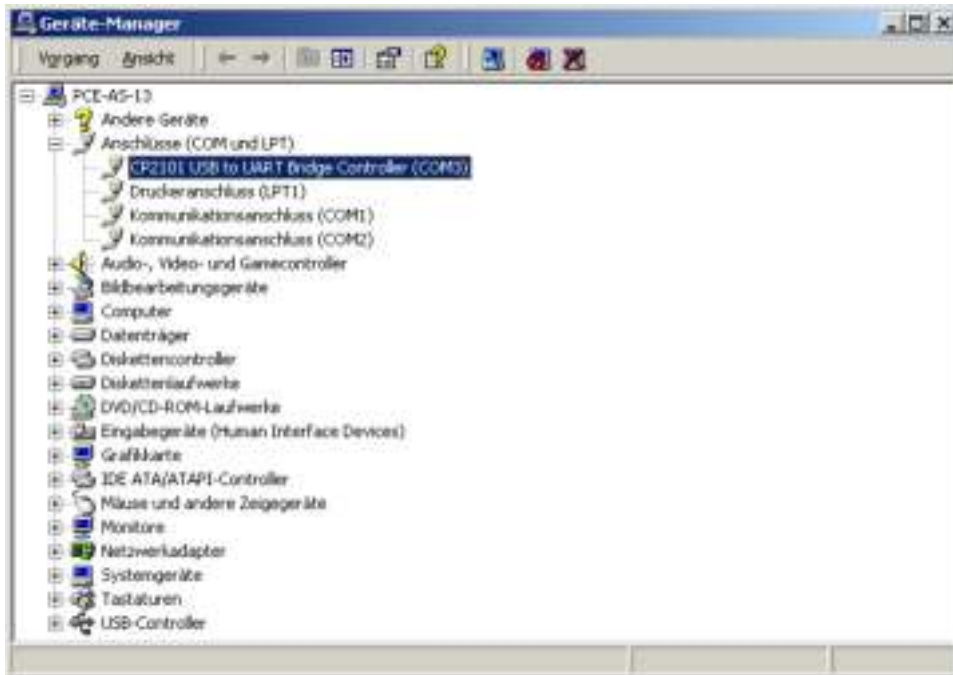 Geräte-Manager
Vorgang Ansicht
PCE-AS-13
Andere Geräte
Anschlüsse (COM und LPT)
CP2101 USB to UART Bridge Controller (COM3)
Druckeranschluss (LPT1)
Kommunikationsanschluss (COM1)
Kommunikationsanschluss (COM2)
Audio-, Video- und Gamecontroller
Bildbearbeitungsgeräte
Computer
Datenträger
Diskettencontroller
Diskettenlaufwerke
DVD/CD-ROM-Laufwerke
Eingabegeräte (Human Interface Devices)
Grafikkarte
IDE ATA/ATAPI-Controller
Mäuse und andere Zeigegeräte
Monitore
Netzwerkadapter
Systemgeräte
Tastaturen
USB-Controller